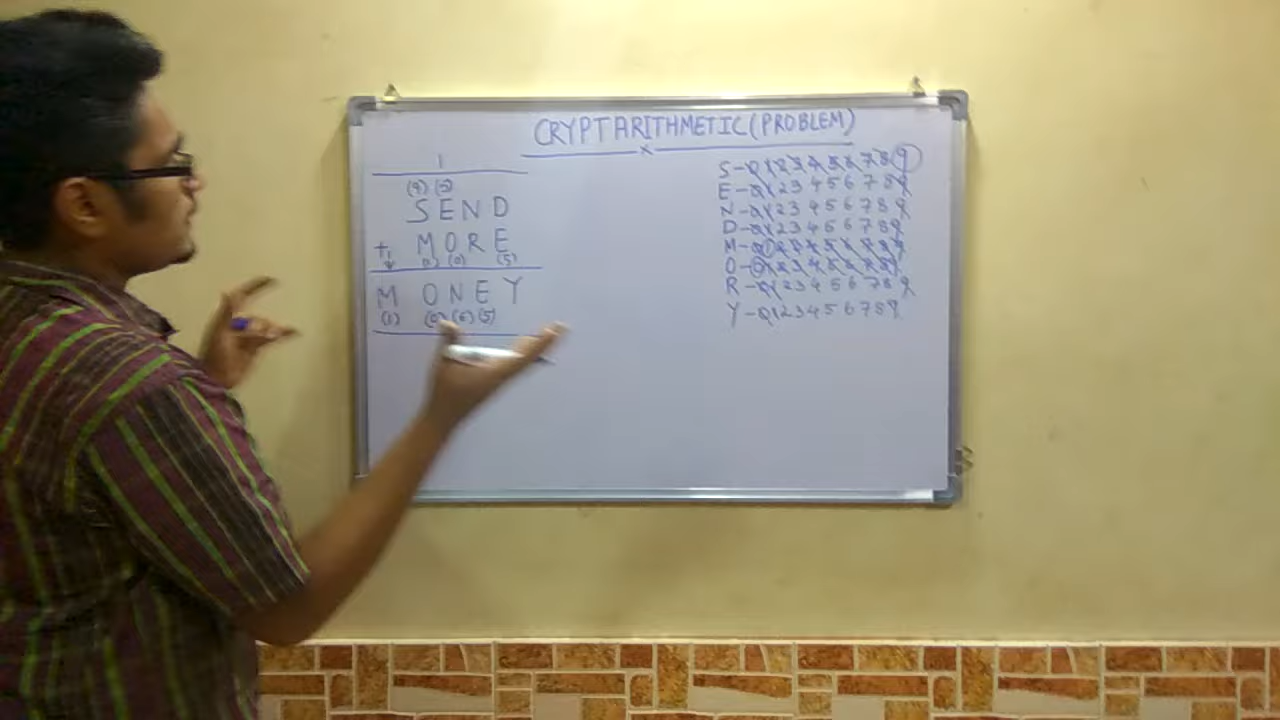 CRYPTARITHMETIC (PROBLEM)
x
1
(9) (5)
SEND
+ MORE
(1) (0) (5)
MONEY
(1) (0) (6) (5)
S-0123456789
E-0123456789
N-0123456789
D-0123456789
M-0123456789
O-0123456789
R-0123456789
Y-0123456789